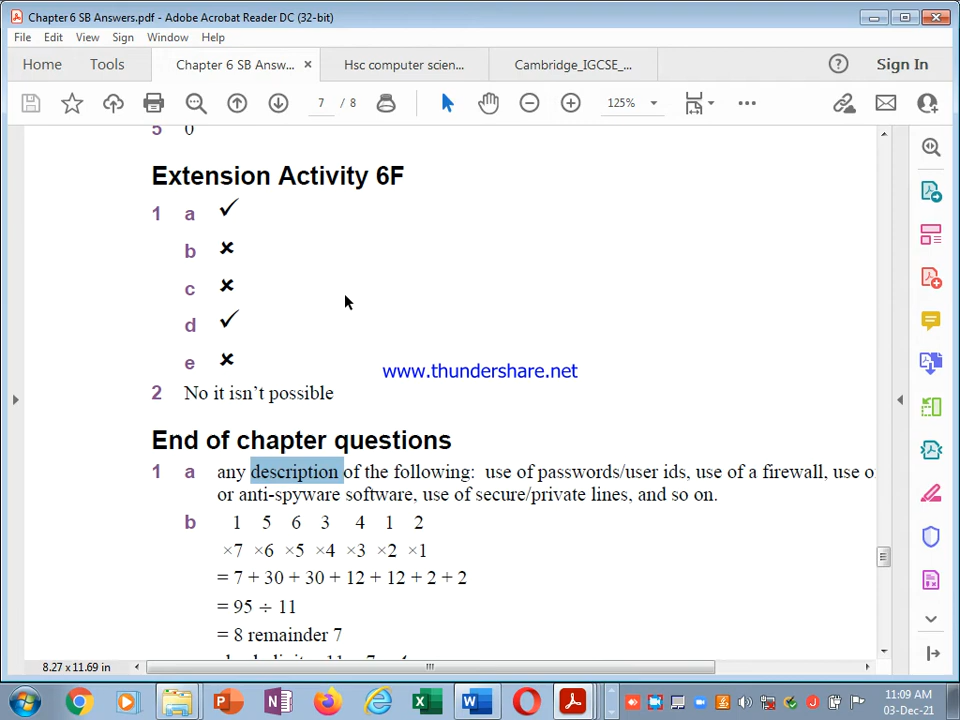 Chapter 6 SB Answers.pdf - Adobe Acrobat Reader DC (32-bit)
File Edit View Sign Window Help
Home Tools Chapter 6 SB Answ... × Hsc computer scien... Cambridge_IGCSE_... Sign In
7 / 8 125%
5 0
Extension Activity 6F
1 a ✓
b ✗
c ✗
d ✓
e ✗
www.thundershare.net
2 No it isn't possible
End of chapter questions
1 a any description of the following: use of passwords/user ids, use of a firewall, use o
or anti-spyware software, use of secure/private lines, and so on.
b 1 5 6 3 4 1 2
×7 ×6 ×5 ×4 ×3 ×2 ×1
= 7 + 30 + 30 + 12 + 12 + 2 + 2
= 95 ÷ 11
= 8 remainder 7
8.27 x 11.69 in
11:09 AM
03-Dec-21